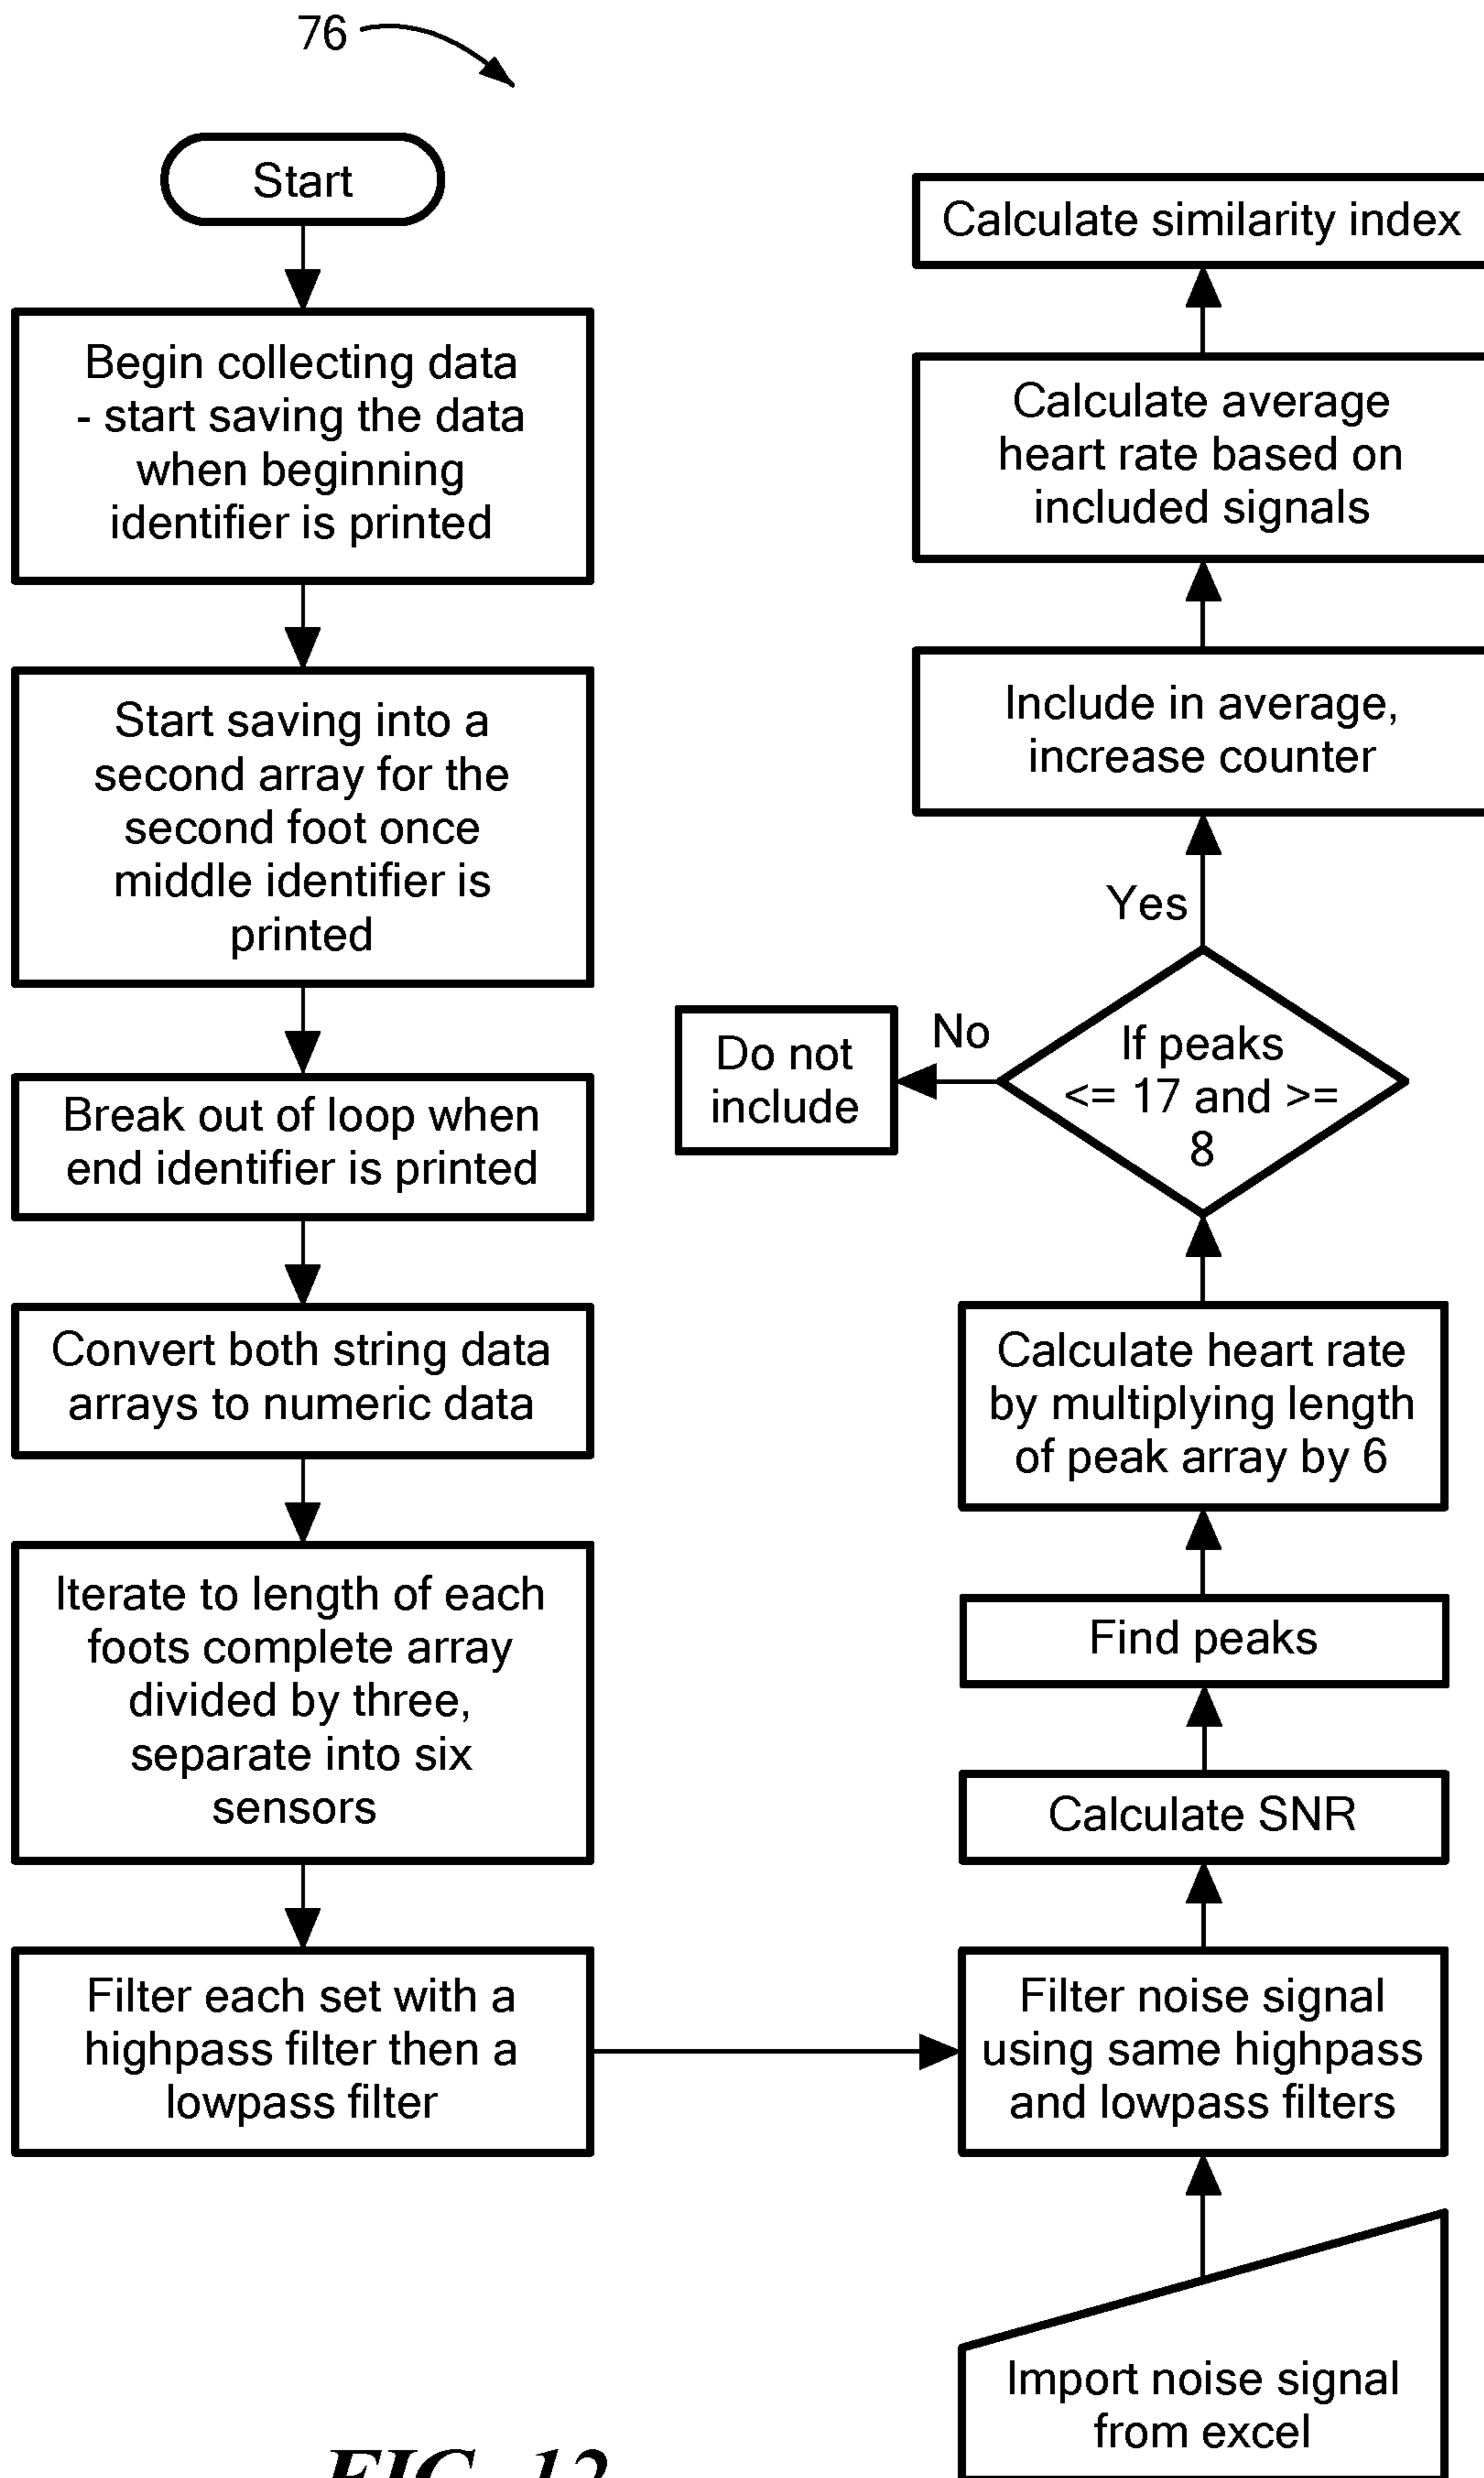 76
Start
Begin collecting data
- start saving the data
when beginning
identifier is printed
Start saving into a
second array for the
second foot once
middle identifier is
printed
Break out of loop when
end identifier is printed
Convert both string data
arrays to numeric data
Iterate to length of each
foots complete array
divided by three,
separate into six
sensors
Filter each set with a
highpass filter then a
lowpass filter
Import noise signal
from excel
Filter noise signal
using same highpass
and lowpass filters
Calculate SNR
Find peaks
Calculate heart rate
by multiplying length
of peak array by 6
If peaks
<= 17 and >=
8
No
Do not
include
Yes
Include in average,
increase counter
Calculate average
heart rate based on
included signals
Calculate similarity index
FIG. 12